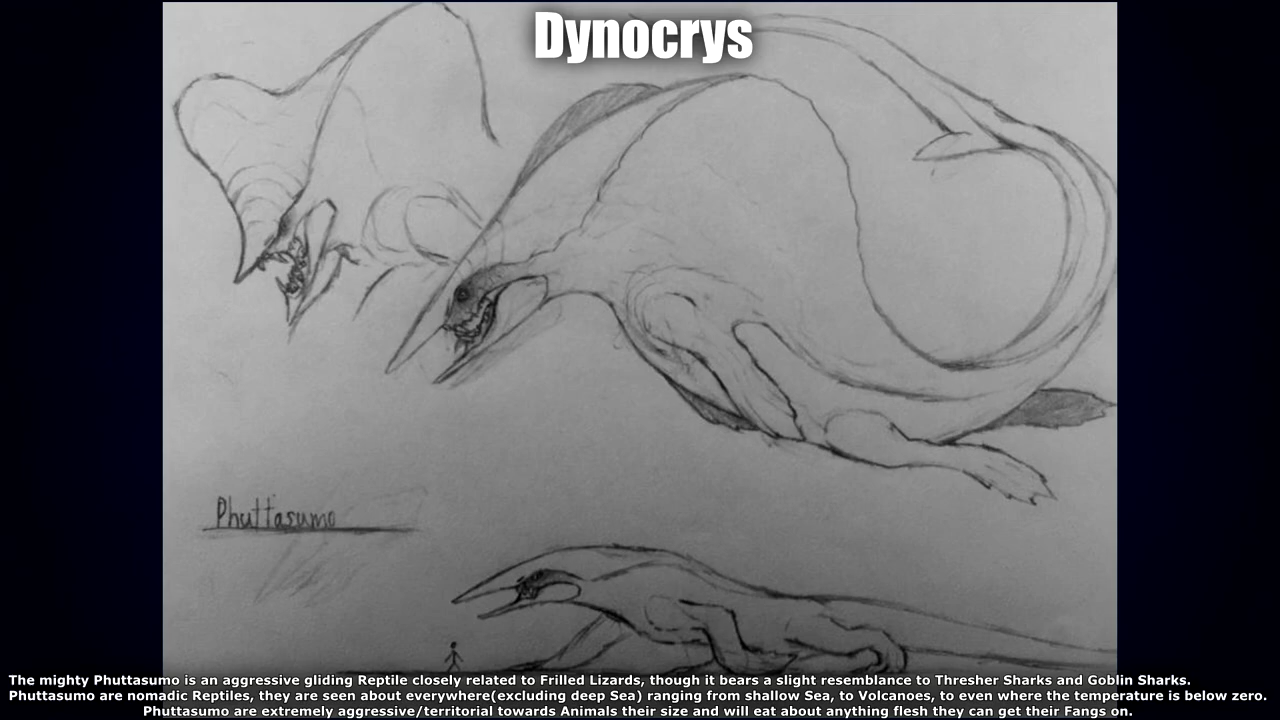 Dynocrys
Phuttasumo
The mighty Phuttasumo is an aggressive gliding Reptile closely related to Frilled Lizards, though it bears a slight resemblance to Thresher Sharks and Goblin Sharks.
Phuttasumo are nomadic Reptiles, they are seen about everywhere(excluding deep Sea) ranging from shallow Sea, to Volcanoes, to even where the temperature is below zero.
Phuttasumo are extremely aggressive/territorial towards Animals their size and will eat about anything flesh they can get their Fangs on.